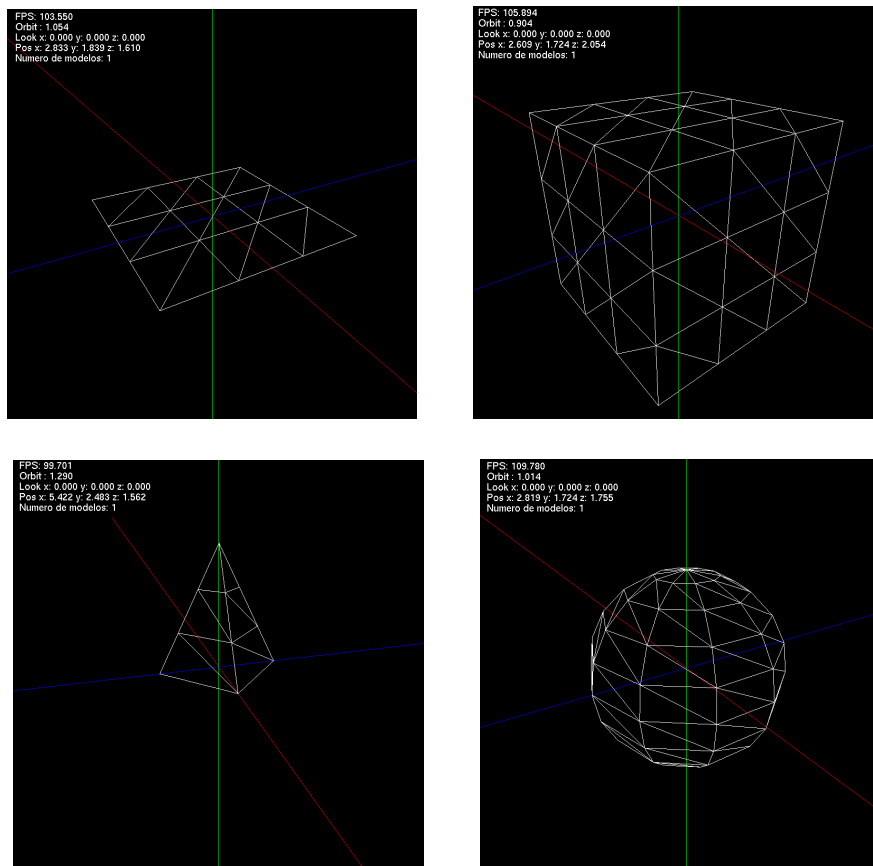 FPS: 103.550
Orbit : 1.054
Look x: 0.000 y: 0.000 z: 0.000
Pos x: 2.833 y: 1.839 z: 1.610
Numero de modelos: 1
FPS: 105.894
Orbit : 0.904
Look x: 0.000 y: 0.000 z: 0.000
Pos x: 2.609 y: 1.724 z: 2.054
Numero de modelos: 1
FPS: 99.701
Orbit : 1.290
Look x: 0.000 y: 0.000 z: 0.000
Pos x: 5.422 y: 2.483 z: 1.562
Numero de modelos: 1
FPS: 109.780
Orbit : 1.014
Look x: 0.000 y: 0.000 z: 0.000
Pos x: 2.819 y: 1.724 z: 1.755
Numero de modelos: 1